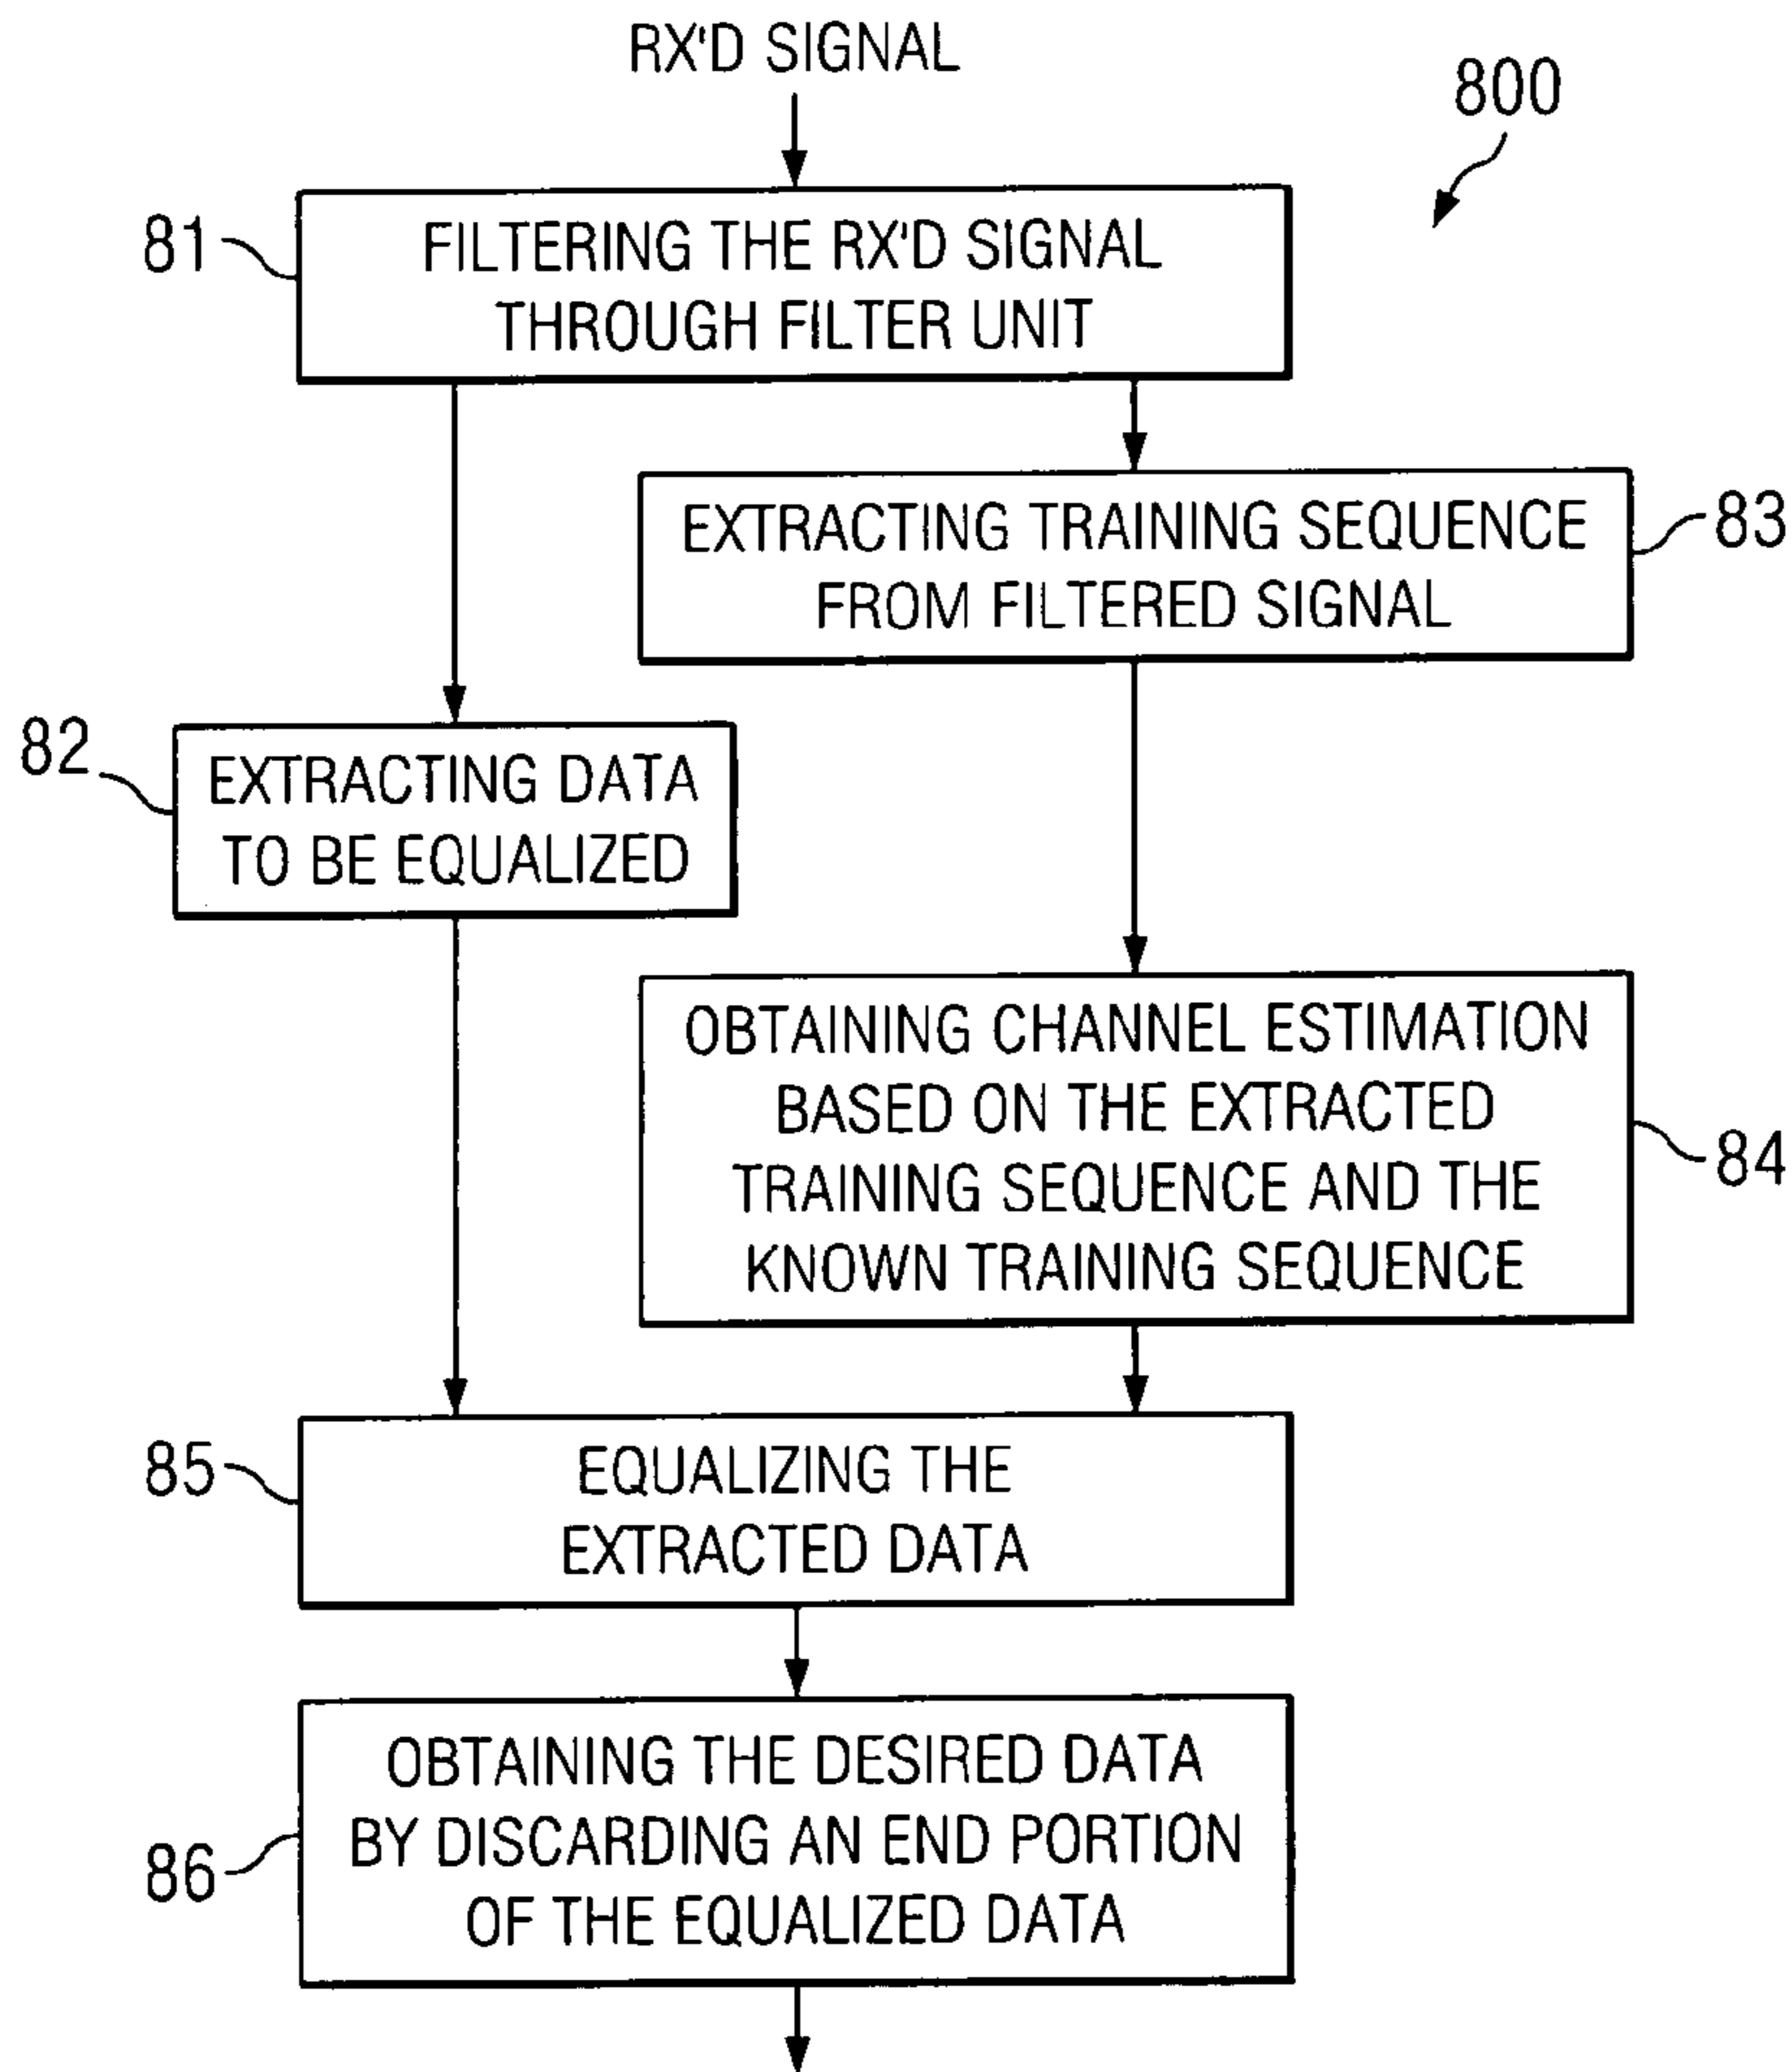 RX'D SIGNAL
800
81
FILTERING THE RX'D SIGNAL
THROUGH FILTER UNIT
EXTRACTING TRAINING SEQUENCE
FROM FILTERED SIGNAL
83
82
EXTRACTING DATA
TO BE EQUALIZED
OBTAINING CHANNEL ESTIMATION
BASED ON THE EXTRACTED
TRAINING SEQUENCE AND THE
KNOWN TRAINING SEQUENCE
84
85
EQUALIZING THE
EXTRACTED DATA
86
OBTAINING THE DESIRED DATA
BY DISCARDING AN END PORTION
OF THE EQUALIZED DATA